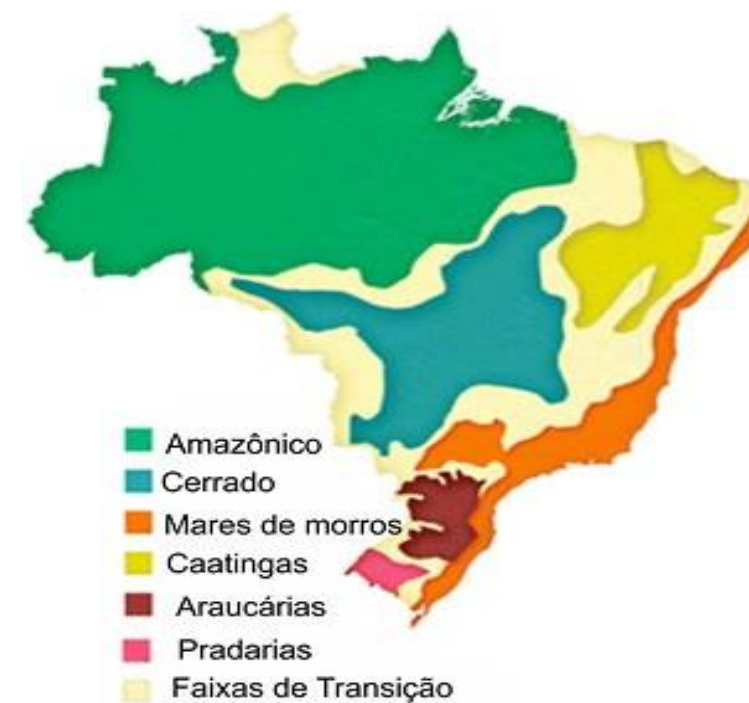 Amazônico
Cerrado
Mares de morros
Caatingas
Araucárias
Pradarias
Faixas de Transição